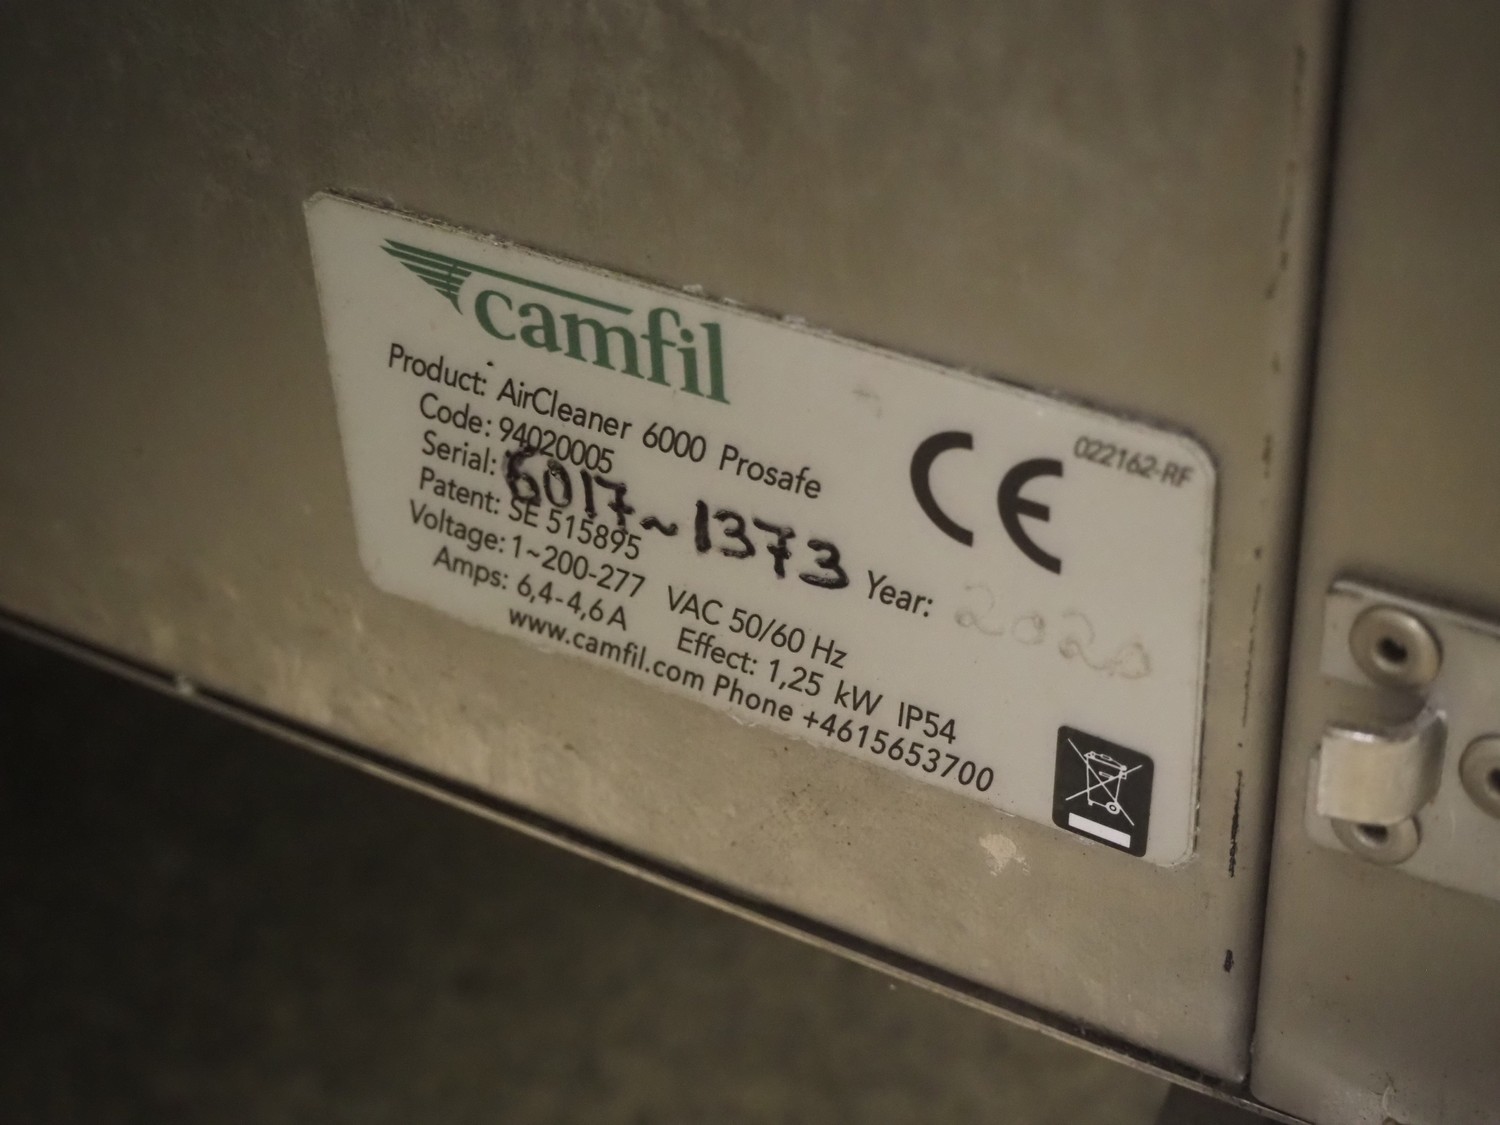 camfil
022162-RF
Product: AirCleaner 6000 Prosafe
Code: 94020005
Serial: 6017~1373 Year: 2020
Patent: SE 515895
Voltage: 1~200-277 VAC 50/60 Hz
Amps: 6,4-4,6 A Effect: 1,25 kW IP54
www.camfil.com Phone +4615653700
CE